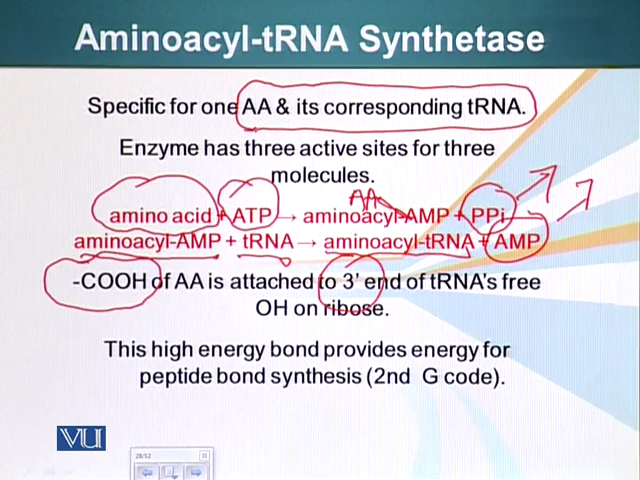 Aminoacyl-tRNA Synthetase
Specific for one AA & its corresponding tRNA.
Enzyme has three active sites for three
molecules.
AA
amino acid + ATP → aminoacyl-AMP + PPi
aminoacyl-AMP + tRNA → aminoacyl-tRNA + AMP
-COOH of AA is attached to 3' end of tRNA's free
OH on ribose.
This high energy bond provides energy for
peptide bond synthesis (2nd G code).
VU
28/52